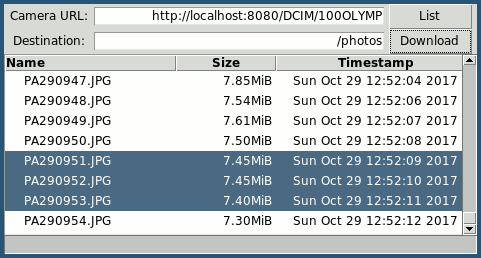 Camera URL: http://localhost:8080/DCIM/100OLYMP List
Destination: /photos Download
Name Size Timestamp
PA290947.JPG 7.85MiB Sun Oct 29 12:52:04 2017
PA290948.JPG 7.54MiB Sun Oct 29 12:52:06 2017
PA290949.JPG 7.61MiB Sun Oct 29 12:52:07 2017
PA290950.JPG 7.50MiB Sun Oct 29 12:52:08 2017
PA290951.JPG 7.45MiB Sun Oct 29 12:52:09 2017
PA290952.JPG 7.45MiB Sun Oct 29 12:52:10 2017
PA290953.JPG 7.40MiB Sun Oct 29 12:52:11 2017
PA290954.JPG 7.30MiB Sun Oct 29 12:52:12 2017